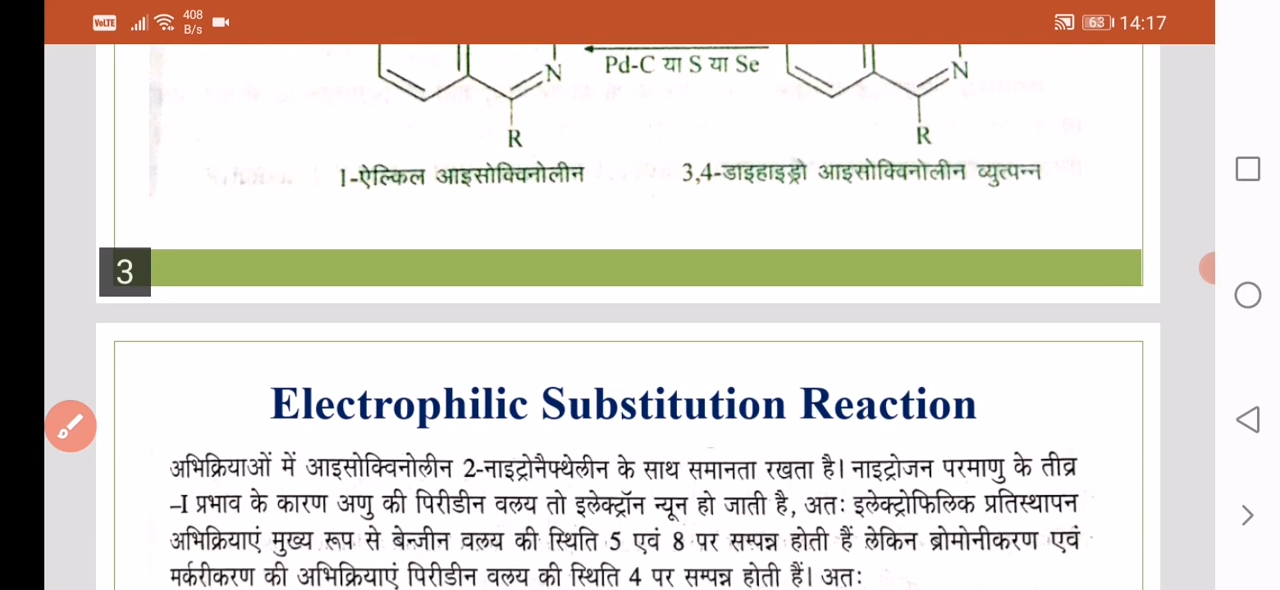 VoLTE 408 B/s 63 14:17
N Pd-C या S या Se N
R R
1-ऐल्किल आइसोक्विनोलीन 3,4-डाइहाइड्रो आइसोक्विनोलीन व्युत्पन्न
3
Electrophilic Substitution Reaction
अभिक्रियाओं में आइसोक्विनोलीन 2-नाइट्रोनैफ्थेलीन के साथ समानता रखता है। नाइट्रोजन परमाणु के तीव्र
–I प्रभाव के कारण अणु की पिरीडीन वलय तो इलेक्ट्रॉन न्यून हो जाती है, अतः इलेक्ट्रोफिलिक प्रतिस्थापन
अभिक्रियाएं मुख्य रूप से बेन्जीन वलय की स्थिति 5 एवं 8 पर सम्पन्न होती हैं लेकिन ब्रोमोनीकरण एवं
मर्करीकरण की अभिक्रियाएं पिरीडीन वलय की स्थिति 4 पर सम्पन्न होती हैं। अतः